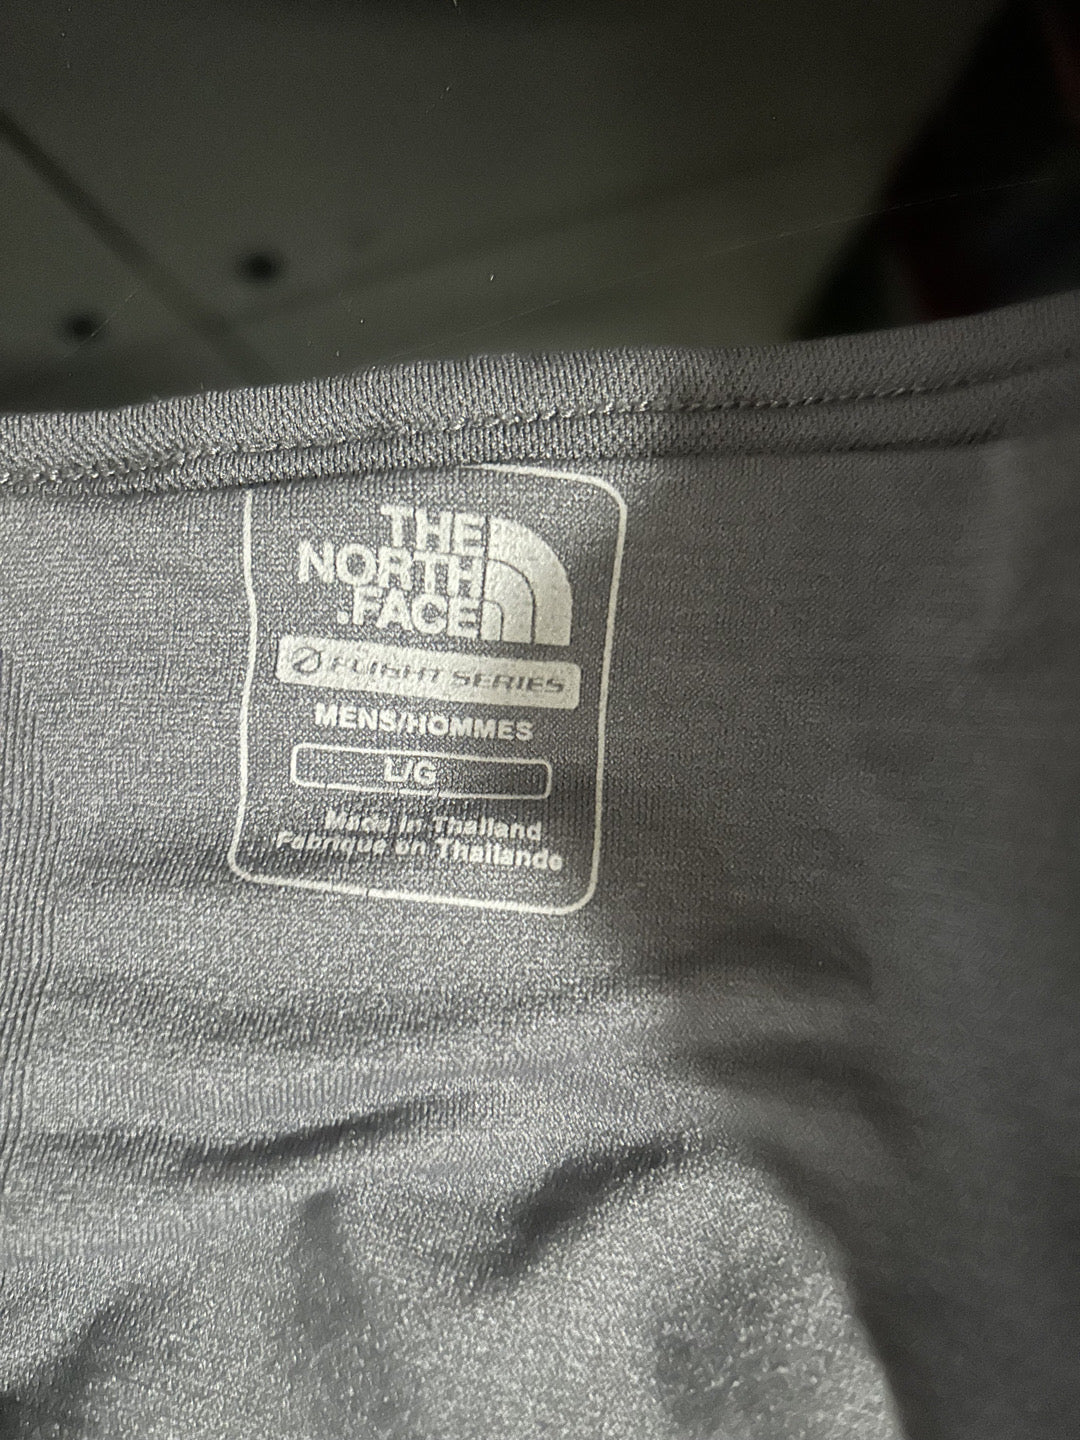 THE
NORTH
FACE
FLIGHT SERIES
MENS/HOMMES
L/G
Made in Thailand
Fabriqué en Thaïlande